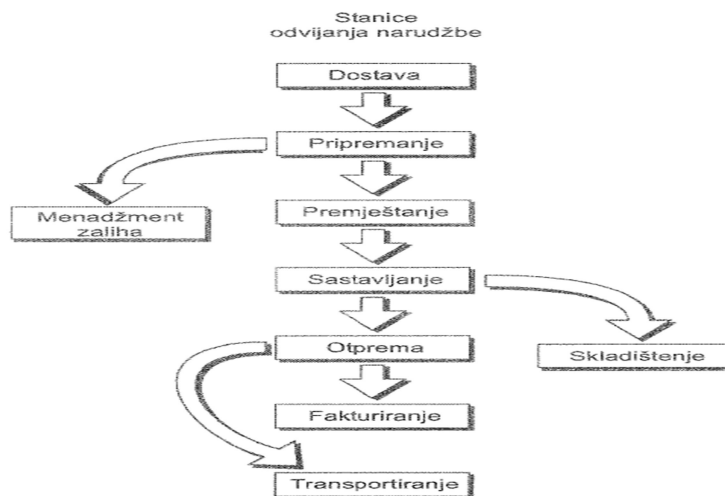 Stanice
odvijanja narudžbe
Dostava
Pripremanje
Menadžment
zaliha
Premještanje
Sastavljanje
Otprema
Skladištenje
Fakturiranje
Transportiranje